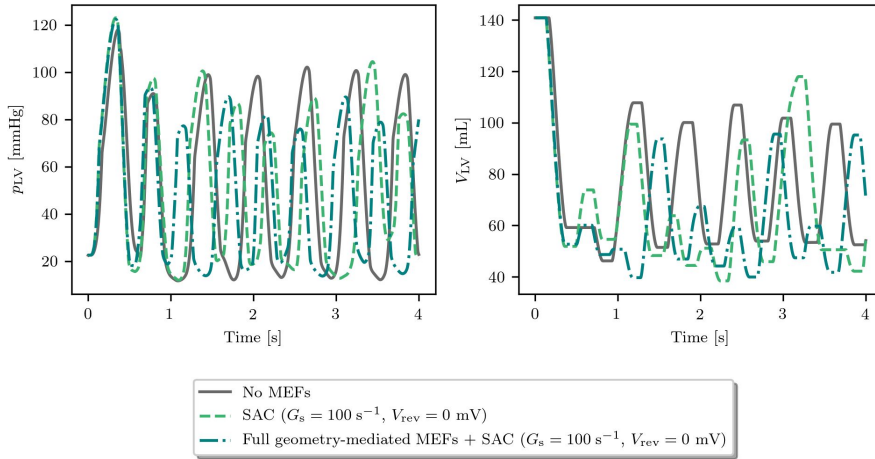 120
100
80
60
40
20
p_LV [mmHg]
0 1 2 3 4
Time [s]
140
120
100
80
60
40
V_LV [mL]
0 1 2 3 4
Time [s]
No MEFs
SAC (G_s = 100 s⁻¹, V_rev = 0 mV)
Full geometry-mediated MEFs + SAC (G_s = 100 s⁻¹, V_rev = 0 mV)